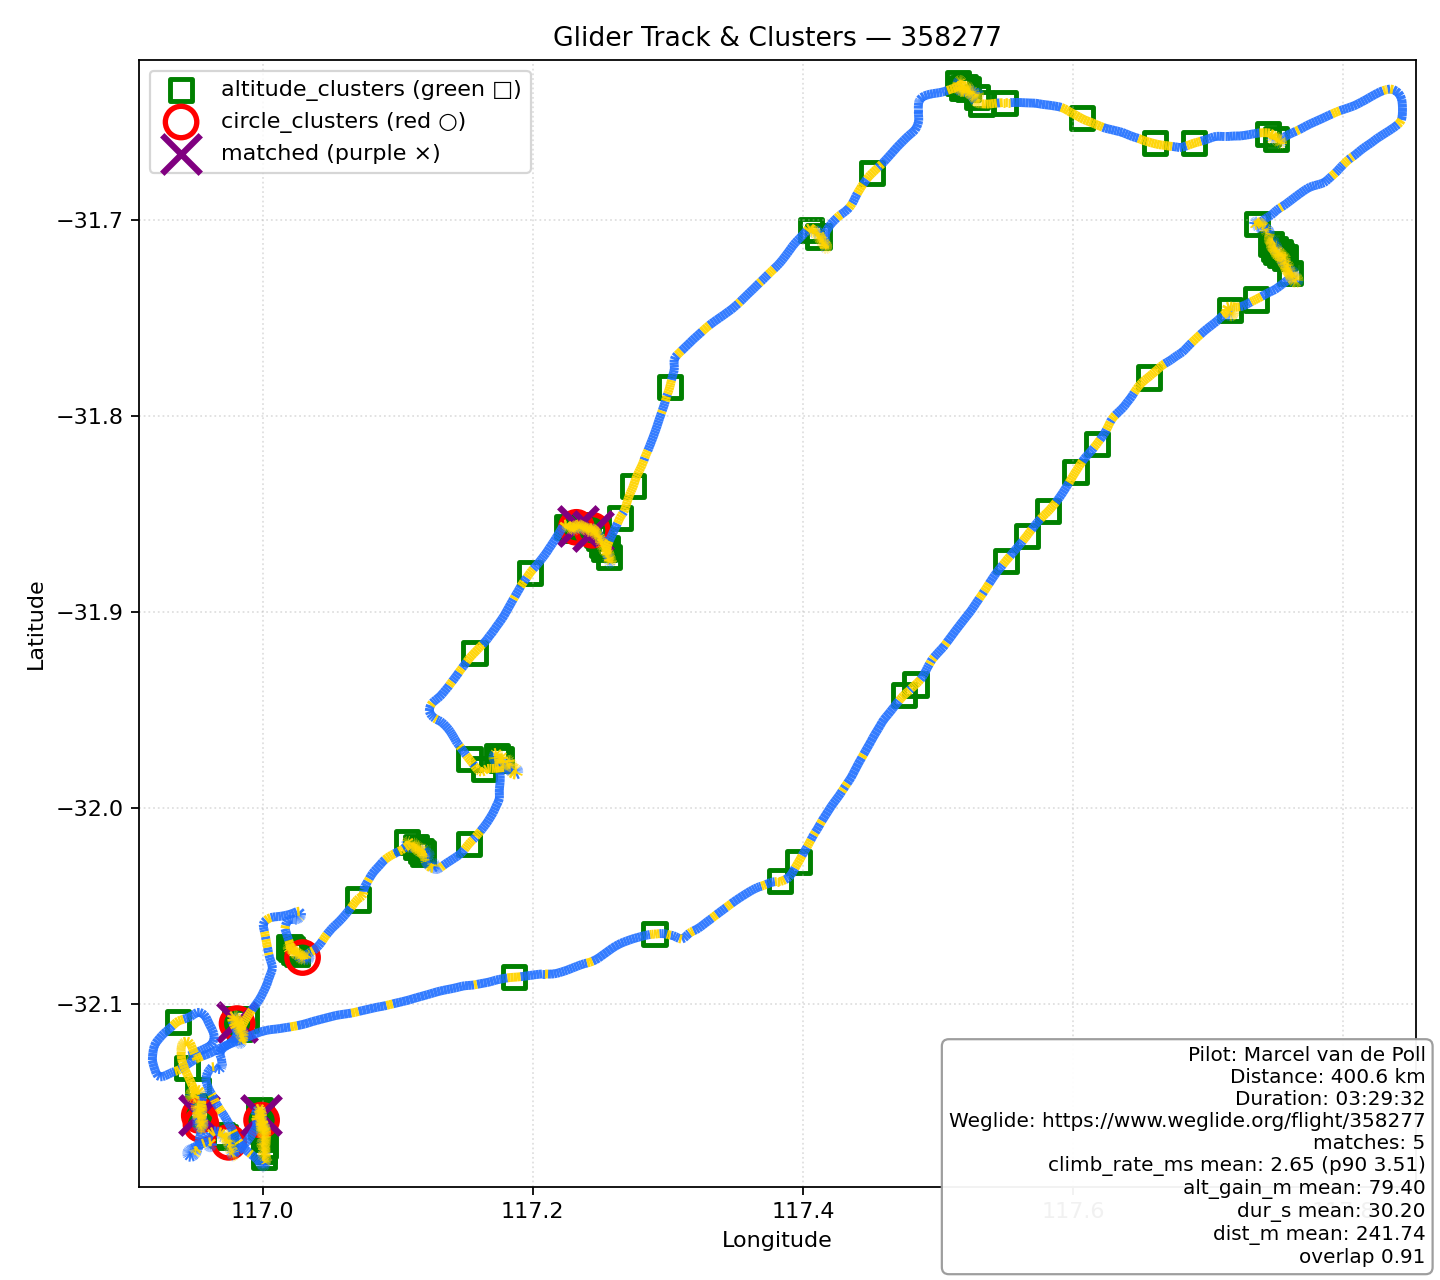 Glider Track & Clusters — 358277
altitude_clusters (green □)
circle_clusters (red ○)
matched (purple ×)
−31.7
−31.8
−31.9
−32.0
−32.1
Latitude
117.0
117.2
117.4
117.6
Longitude
Pilot: Marcel van de Poll
Distance: 400.6 km
Duration: 03:29:32
Weglide: https://www.weglide.org/flight/358277
matches: 5
climb_rate_ms mean: 2.65 (p90 3.51)
alt_gain_m mean: 79.40
dur_s mean: 30.20
dist_m mean: 241.74
overlap 0.91